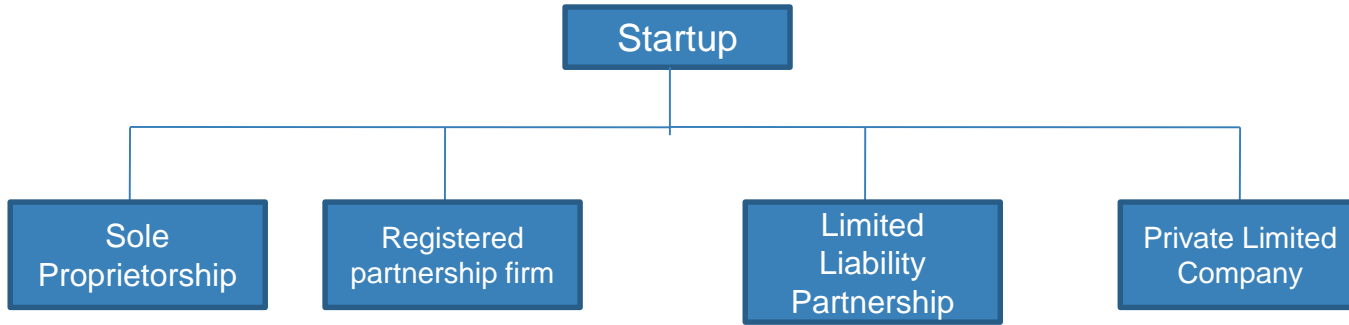 Startup
Sole
Proprietorship
Registered
partnership firm
Limited
Liability
Partnership
Private Limited
Company